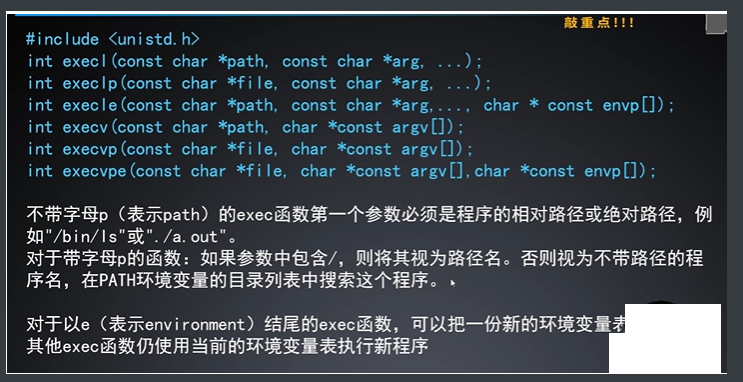 敲重点!!!
#include <unistd.h>
int execl(const char *path, const char *arg, ...);
int execlp(const char *file, const char *arg, ...);
int execle(const char *path, const char *arg,..., char * const envp[]);
int execv(const char *path, char *const argv[]);
int execvp(const char *file, char *const argv[]);
int execvpe(const char *file, char *const argv[],char *const envp[]);
不带字母p（表示path）的exec函数第一个参数必须是程序的相对路径或绝对路径，例
如"/bin/ls"或"./a.out"。
对于带字母p的函数：如果参数中包含/，则将其视为路径名。否则视为不带路径的程
序名，在PATH环境变量的目录列表中搜索这个程序。
对于以e（表示environment）结尾的exec函数，可以把一份新的环境变量
其他exec函数仍使用当前的环境变量表执行新程序